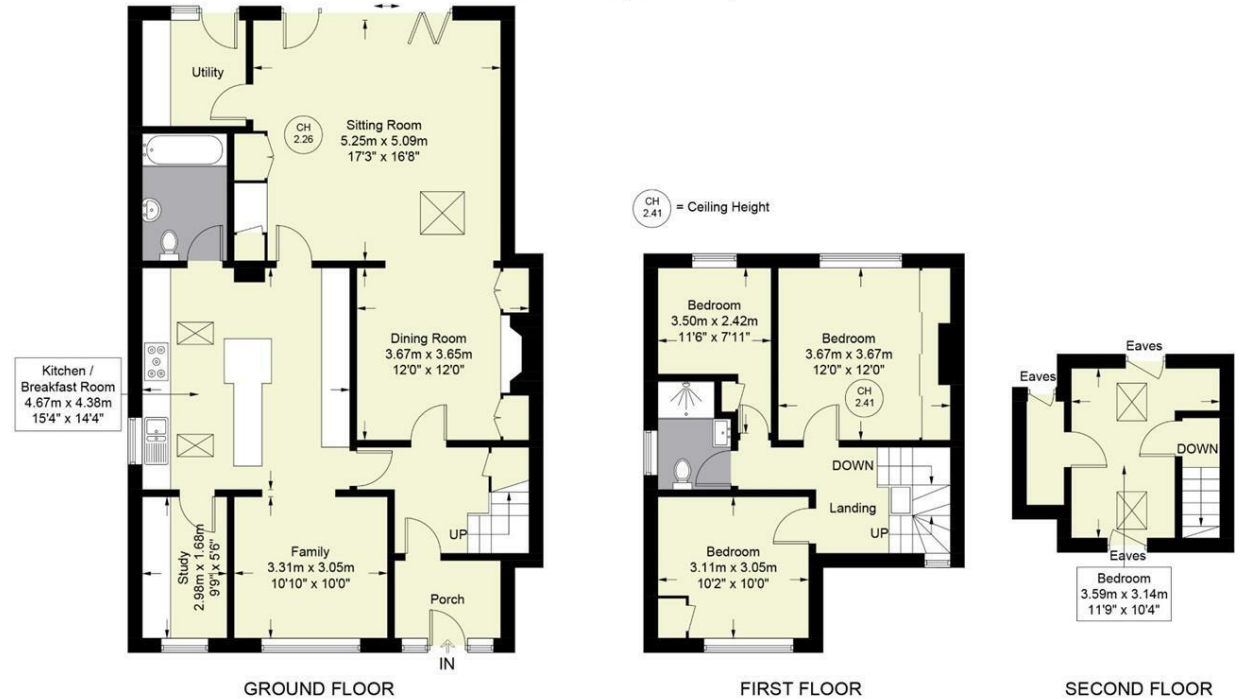 Utility
CH
2.26
Sitting Room
5.25m x 5.09m
17'3" x 16'8"
Dining Room
3.67m x 3.65m
12'0" x 12'0"
Kitchen /
Breakfast Room
4.67m x 4.38m
15'4" x 14'4"
UP
Study
2.98m x 1.68m
9'9" x 5'6"
Family
3.31m x 3.05m
10'10" x 10'0"
Porch
IN
GROUND FLOOR
CH
2.41
= Ceiling Height
Bedroom
3.50m x 2.42m
11'6" x 7'11"
Bedroom
3.67m x 3.67m
12'0" x 12'0"
CH
2.41
DOWN
Landing
UP
Bedroom
3.11m x 3.05m
10'2" x 10'0"
FIRST FLOOR
Eaves
Eaves
DOWN
Eaves
Bedroom
3.59m x 3.14m
11'9" x 10'4"
SECOND FLOOR